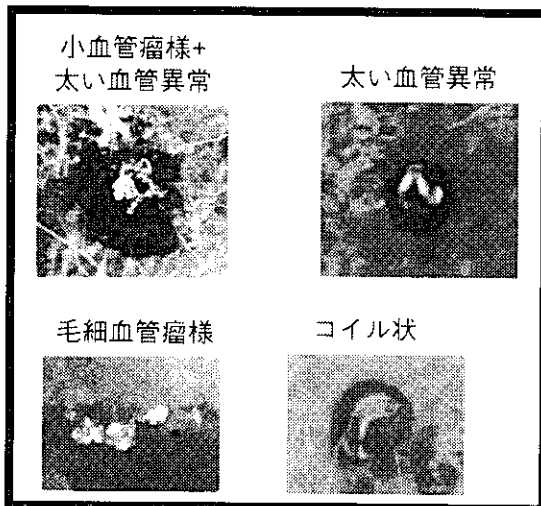 小血管瘤様+
太い血管異常
太い血管異常
毛細血管瘤様
コイル状